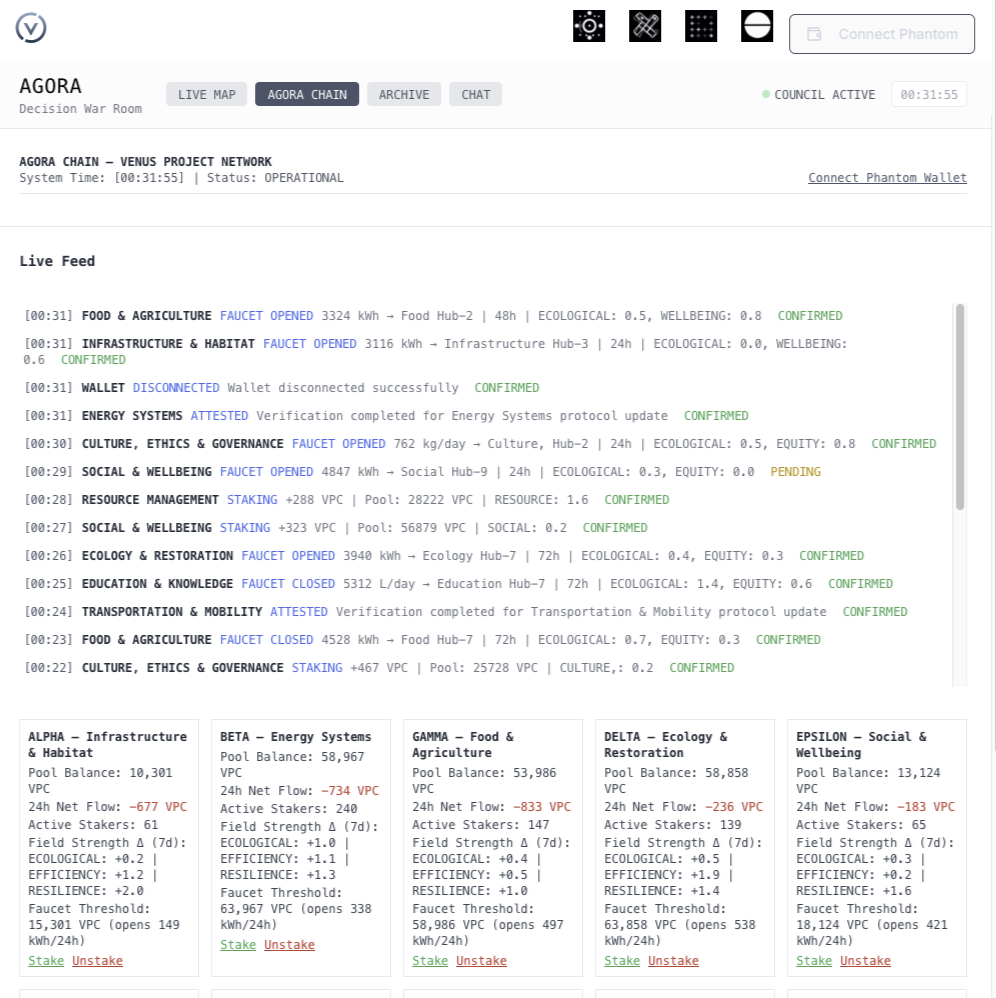 Connect Phantom
AGORA
Decision War Room
LIVE MAP
AGORA CHAIN
ARCHIVE
CHAT
COUNCIL ACTIVE
00:31:55
AGORA CHAIN — VENUS PROJECT NETWORK
System Time: [00:31:55] | Status: OPERATIONAL
Connect Phantom Wallet
Live Feed
[00:31] FOOD & AGRICULTURE FAUCET OPENED 3324 kWh → Food Hub-2 | 48h | ECOLOGICAL: 0.5, WELLBEING: 0.8 CONFIRMED
[00:31] INFRASTRUCTURE & HABITAT FAUCET OPENED 3116 kWh → Infrastructure Hub-3 | 24h | ECOLOGICAL: 0.0, WELLBEING:
0.6 CONFIRMED
[00:31] WALLET DISCONNECTED Wallet disconnected successfully CONFIRMED
[00:31] ENERGY SYSTEMS ATTESTED Verification completed for Energy Systems protocol update CONFIRMED
[00:30] CULTURE, ETHICS & GOVERNANCE FAUCET OPENED 762 kg/day → Culture, Hub-2 | 24h | ECOLOGICAL: 0.5, EQUITY: 0.8 CONFIRMED
[00:29] SOCIAL & WELLBEING FAUCET OPENED 4847 kWh → Social Hub-9 | 24h | ECOLOGICAL: 0.3, EQUITY: 0.0 PENDING
[00:28] RESOURCE MANAGEMENT STAKING +288 VPC | Pool: 28222 VPC | RESOURCE: 1.6 CONFIRMED
[00:27] SOCIAL & WELLBEING STAKING +323 VPC | Pool: 56879 VPC | SOCIAL: 0.2 CONFIRMED
[00:26] ECOLOGY & RESTORATION FAUCET OPENED 3940 kWh → Ecology Hub-7 | 72h | ECOLOGICAL: 0.4, EQUITY: 0.3 CONFIRMED
[00:25] EDUCATION & KNOWLEDGE FAUCET CLOSED 5312 L/day → Education Hub-7 | 72h | ECOLOGICAL: 1.4, EQUITY: 0.6 CONFIRMED
[00:24] TRANSPORTATION & MOBILITY ATTESTED Verification completed for Transportation & Mobility protocol update CONFIRMED
[00:23] FOOD & AGRICULTURE FAUCET CLOSED 4528 kWh → Food Hub-7 | 72h | ECOLOGICAL: 0.7, EQUITY: 0.3 CONFIRMED
[00:22] CULTURE, ETHICS & GOVERNANCE STAKING +467 VPC | Pool: 25728 VPC | CULTURE,: 0.2 CONFIRMED
ALPHA — Infrastructure
& Habitat
Pool Balance: 10,301
VPC
24h Net Flow: -677 VPC
Active Stakers: 61
Field Strength Δ (7d):
ECOLOGICAL: +0.2 |
EFFICIENCY: +1.2 |
RESILIENCE: +2.0
Faucet Threshold:
15,301 VPC (opens 149
kWh/24h)
Stake Unstake
BETA — Energy Systems
Pool Balance: 58,967
VPC
24h Net Flow: -734 VPC
Active Stakers: 240
Field Strength Δ (7d):
ECOLOGICAL: +1.0 |
EFFICIENCY: +1.1 |
RESILIENCE: +1.3
Faucet Threshold:
63,967 VPC (opens 338
kWh/24h)
Stake Unstake
GAMMA — Food &
Agriculture
Pool Balance: 53,986
VPC
24h Net Flow: -833 VPC
Active Stakers: 147
Field Strength Δ (7d):
ECOLOGICAL: +0.4 |
EFFICIENCY: +0.5 |
RESILIENCE: +1.0
Faucet Threshold:
58,986 VPC (opens 497
kWh/24h)
Stake Unstake
DELTA — Ecology &
Restoration
Pool Balance: 58,858
VPC
24h Net Flow: -236 VPC
Active Stakers: 139
Field Strength Δ (7d):
ECOLOGICAL: +0.5 |
EFFICIENCY: +1.9 |
RESILIENCE: +1.4
Faucet Threshold:
63,858 VPC (opens 538
kWh/24h)
Stake Unstake
EPSILON — Social &
Wellbeing
Pool Balance: 13,124
VPC
24h Net Flow: -183 VPC
Active Stakers: 65
Field Strength Δ (7d):
ECOLOGICAL: +0.3 |
EFFICIENCY: +0.2 |
RESILIENCE: +1.6
Faucet Threshold:
18,124 VPC (opens 421
kWh/24h)
Stake Unstake